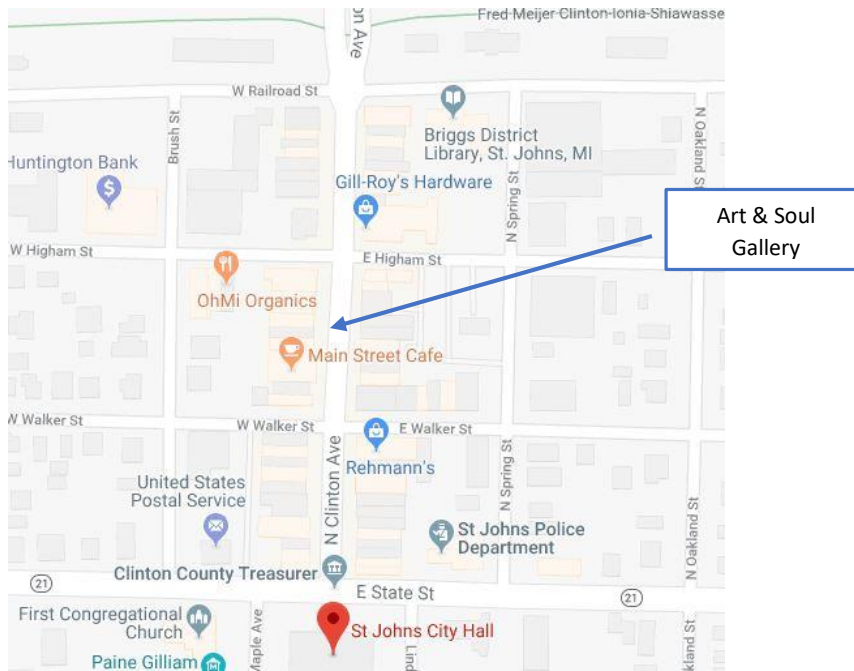 Fred Meijer Clinton-Ionia-Shiawasse
on Ave
W Railroad St
Brush St
Briggs District
Library, St. Johns, MI
N Oakland St
Huntington Bank
Gill-Roy's Hardware
N Spring St
Art & Soul
Gallery
W Higham St
E Higham St
OhMi Organics
Main Street Cafe
W Walker St
W Walker St
E Walker St
N Clinton Ave
Rehmann's
N Spring St
United States
Postal Service
St Johns Police
Department
N Oakland St
Clinton County Treasurer
21
E State St
21
First Congregational
Church
Maple Ave
St Johns City Hall
Lind
kland St
Paine Gilliam